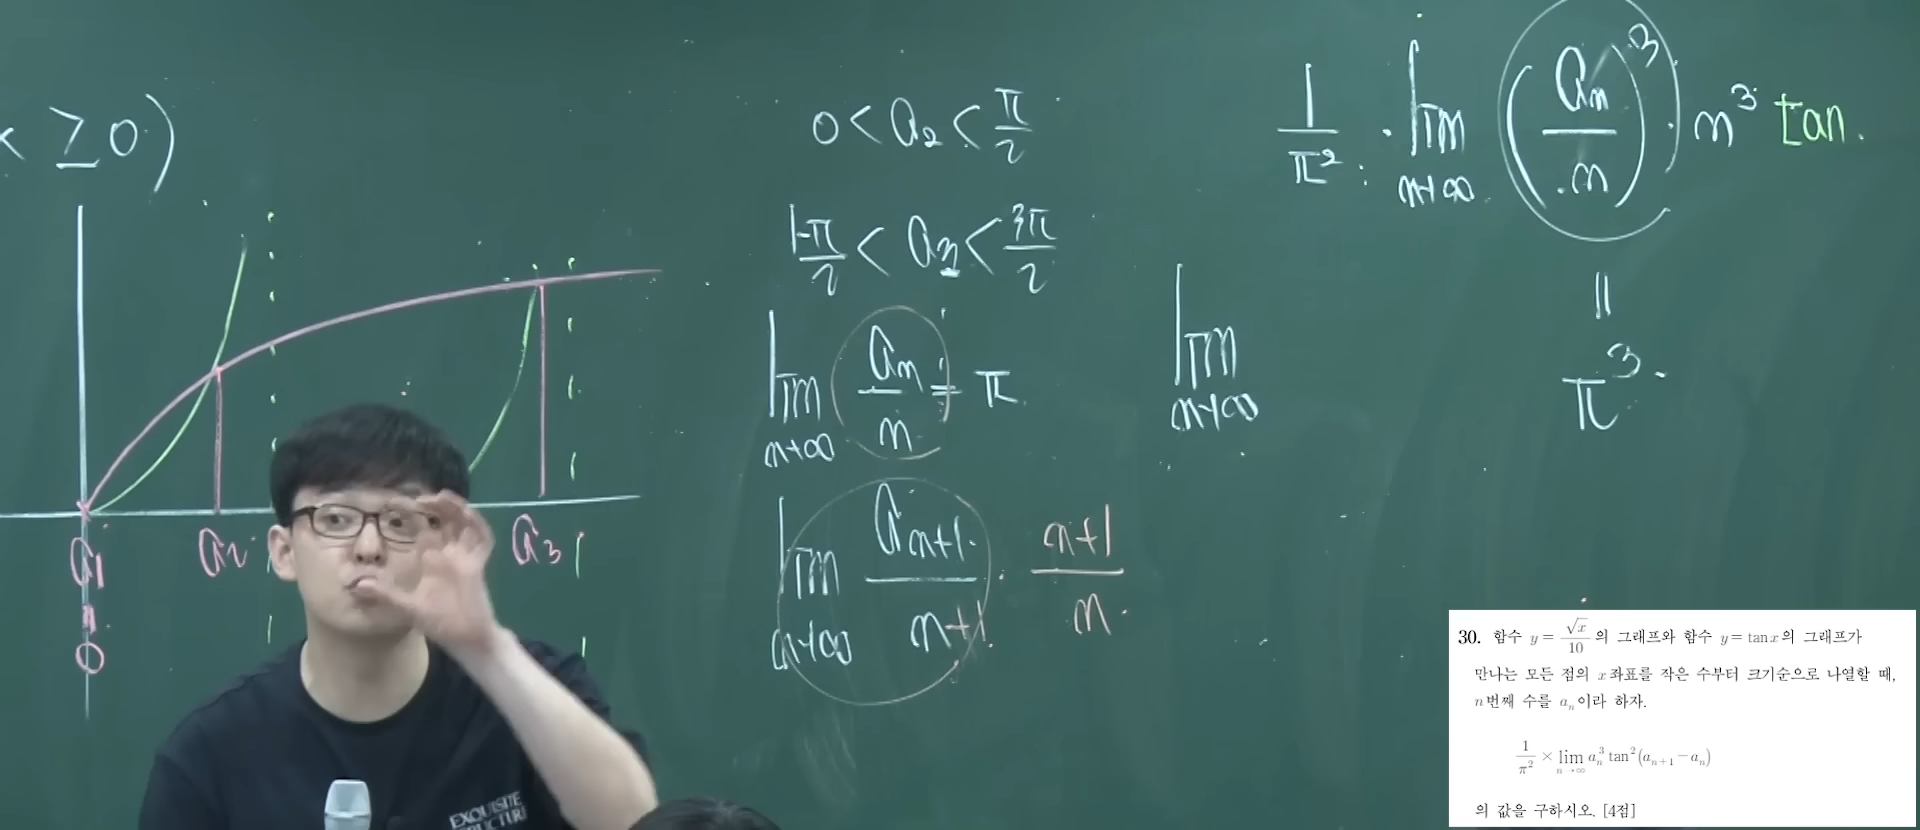 ≥0)
a₁
"
0
a₂
a₃
0 < a₂ < π/2
π/2 < a₃ < 3π/2
lim n→∞ aₙ/n = π
lim n→∞ aₙ₊₁/n+1 · n+1/n
1/π² · lim n→∞ (aₙ/n)³ · n³ tan
lim n→∞
=
π³
EXQUISITE
30. 함수 y = √x/10 의 그래프와 함수 y = tan x 의 그래프가
만나는 모든 점의 x 좌표를 작은 수부터 크기순으로 나열할 때,
n 번째 수를 aₙ 이라 하자.
1/π² × lim n→∞ aₙ³ tan²(aₙ₊₁ − aₙ)
의 값을 구하시오. [4점]